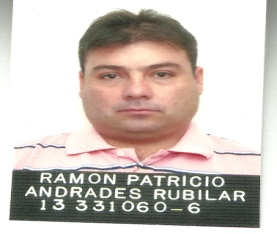 RAMON PATRICIO
ANDRADES RUBILAR
13 331060-6